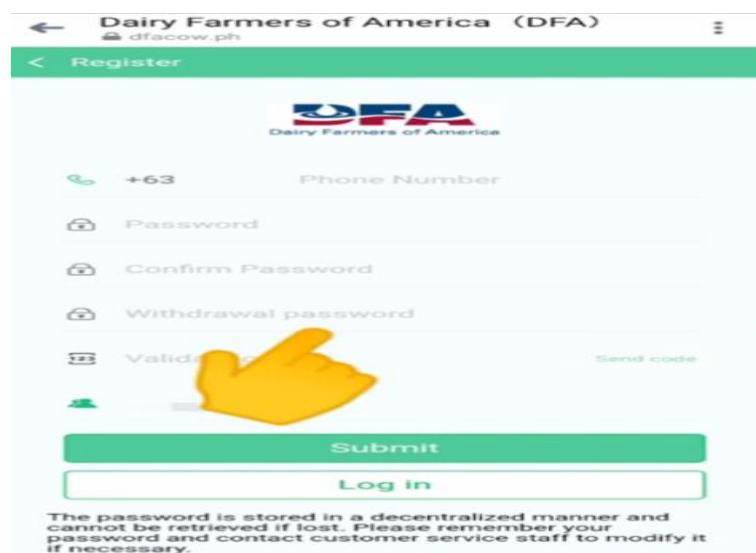 Dairy Farmers of America (DFA)
dfacow.ph
< Register
DFA
Dairy Farmers of America
+63 Phone Number
Password
Confirm Password
Withdrawal password
Send code
Submit
Log in
The password is stored in a decentralized manner and
cannot be retrieved if lost. Please remember your
password and contact customer service staff to modify it
if necessary.